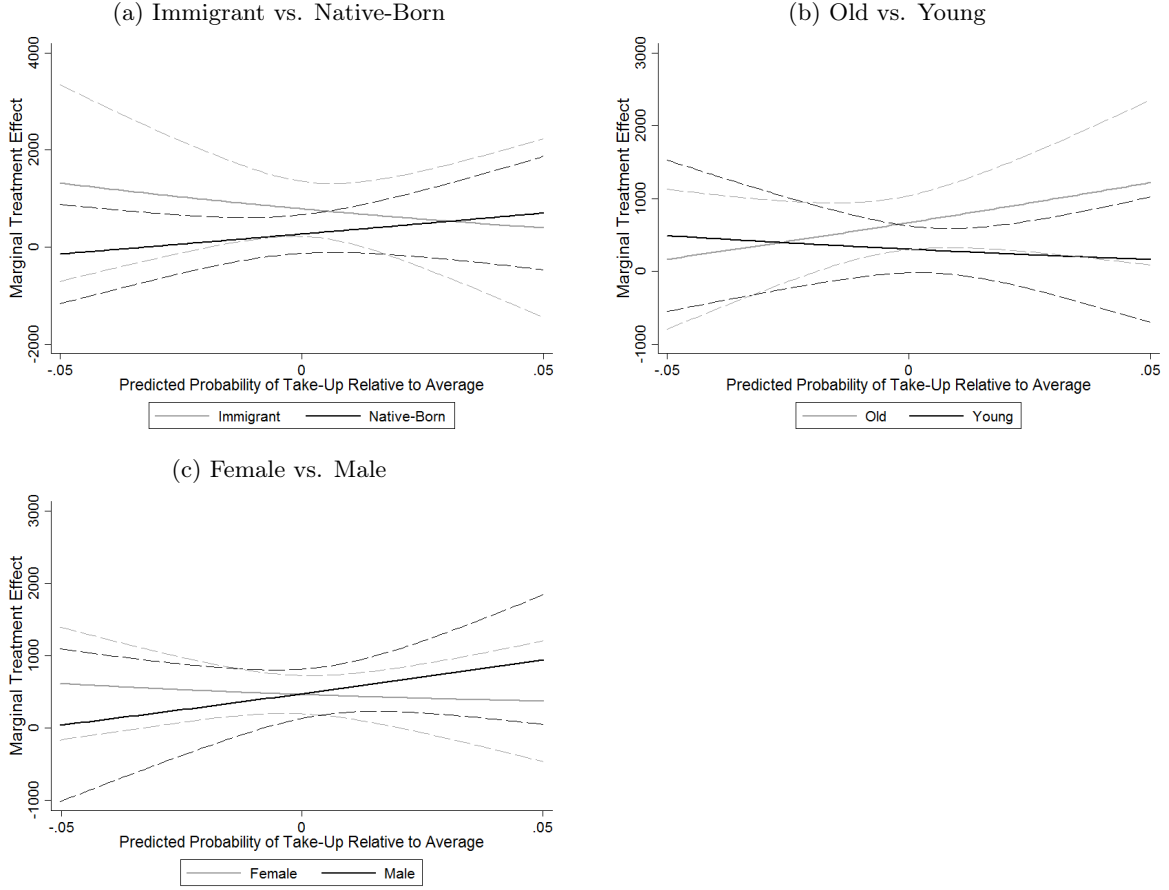 (a) Immigrant vs. Native-Born
Marginal Treatment Effect
4000
2000
0
-2000
-.05 0 .05
Predicted Probability of Take-Up Relative to Average
Immigrant Native-Born
(b) Old vs. Young
Marginal Treatment Effect
3000
2000
1000
0
-1000
-.05 0 .05
Predicted Probability of Take-Up Relative to Average
Old Young
(c) Female vs. Male
Marginal Treatment Effect
3000
2000
1000
0
-1000
-.05 0 .05
Predicted Probability of Take-Up Relative to Average
Female Male